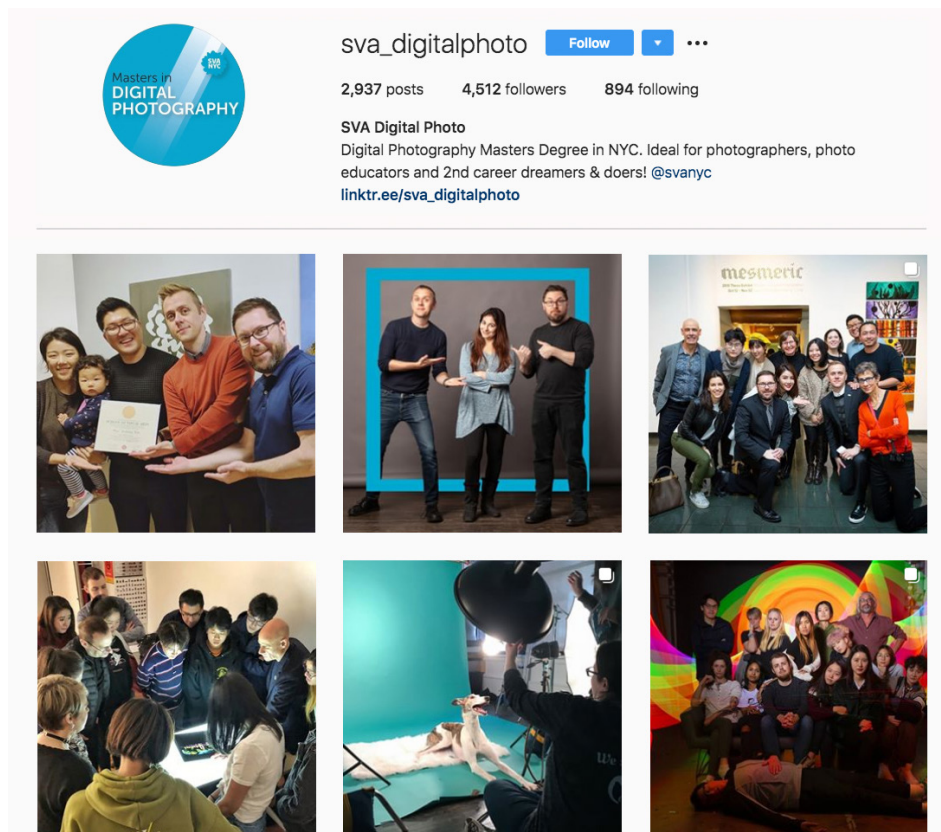 SVA
NYC
Masters in
DIGITAL
PHOTOGRAPHY
sva_digitalphoto Follow
2,937 posts 4,512 followers 894 following
SVA Digital Photo
Digital Photography Masters Degree in NYC. Ideal for photographers, photo
educators and 2nd career dreamers & doers! @svanyc
linktr.ee/sva_digitalphoto
mesmeric
We